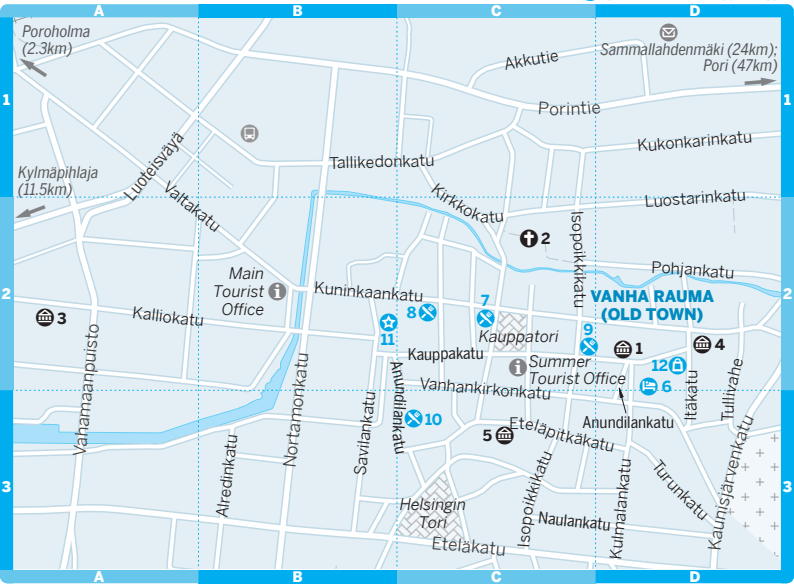 A
B
C
D
Poroholma
(2.3km)
Akkutie
Sammallahdenmäki (24km);
Pori (47km)
1
1
Porintie
Kukonkarinkatu
Luoteisväyä
Tallikedonkatu
Kylmäpihlaja
(11.5km)
Valtakatu
Kirkkokatu
Luostarinkatu
Isopoikkikatu
2
Pohjankatu
Main
Tourist
Office
Kuninkaankatu
VANHA RAUMA
(OLD TOWN)
2
2
3
Kalliokatu
8
7
Kauppatori
9
11
1
4
Kauppakatu
Summer
Tourist Office
12
Vanhankirkonkatu
6
Vanamaanpuisto
Nortamonkatu
Savilankatu
Anundilankatu
10
Anundilankatu
Itäkatu
Tullivahe
5
Eteläpitkäkatu
Alredinkatu
3
3
Helsingin
Tori
Isopoikkikatu
Naulankatu
Kulmalankatu
Turunkatu
Kaunisjärvenkatu
Eteläkatu
A
B
C
D